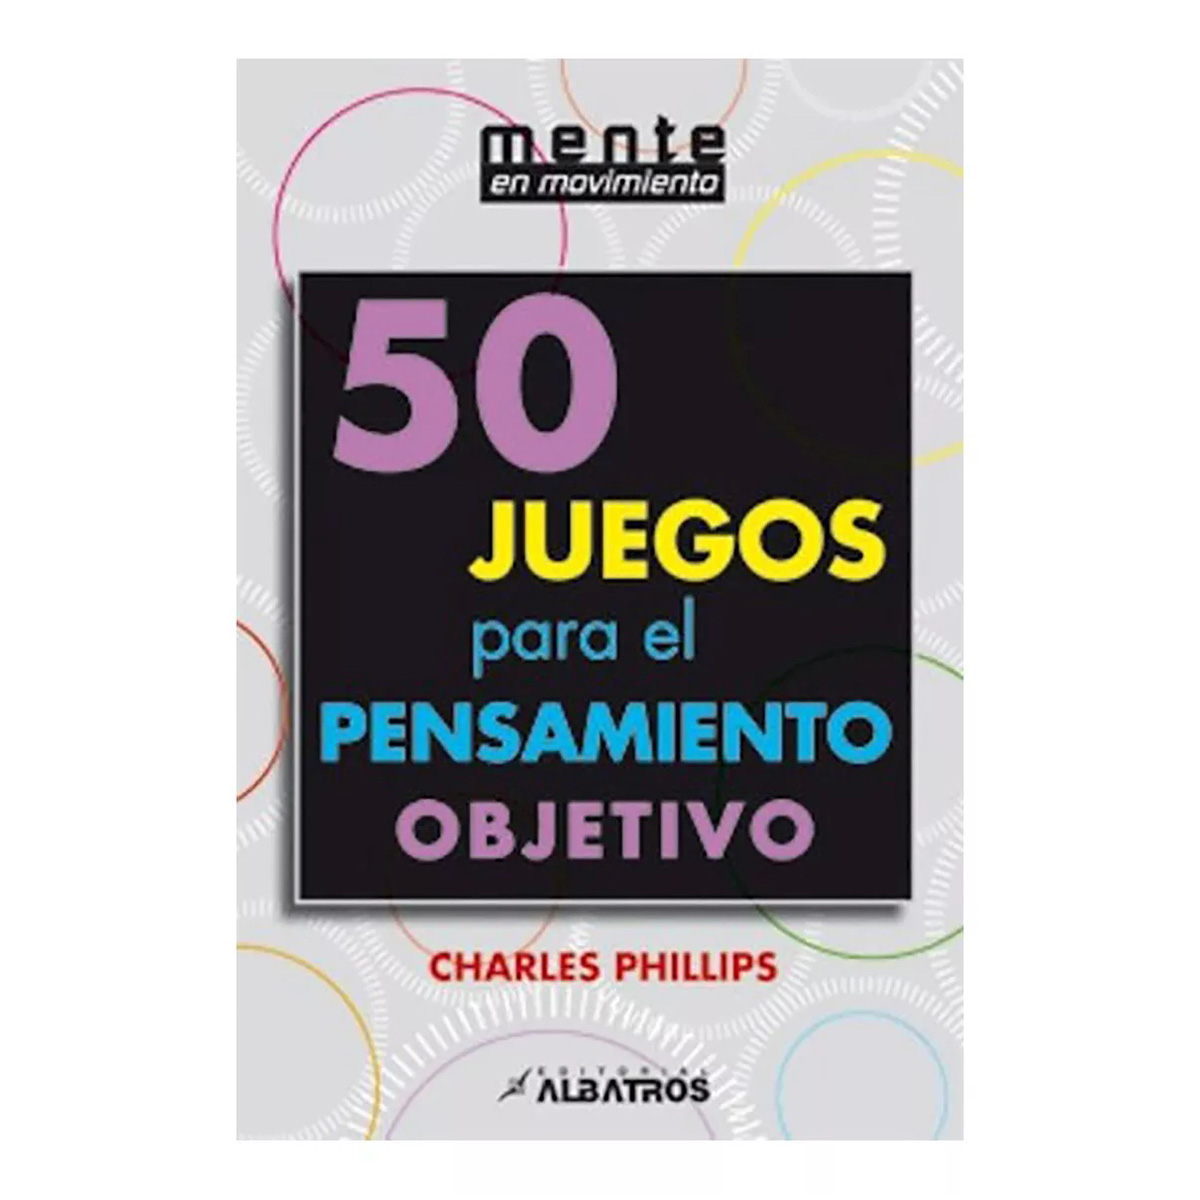 mente
en movimiento
50
JUEGOS
para el
PENSAMIENTO
OBJETIVO
CHARLES PHILLIPS
EDITORIAL
ALBATROS